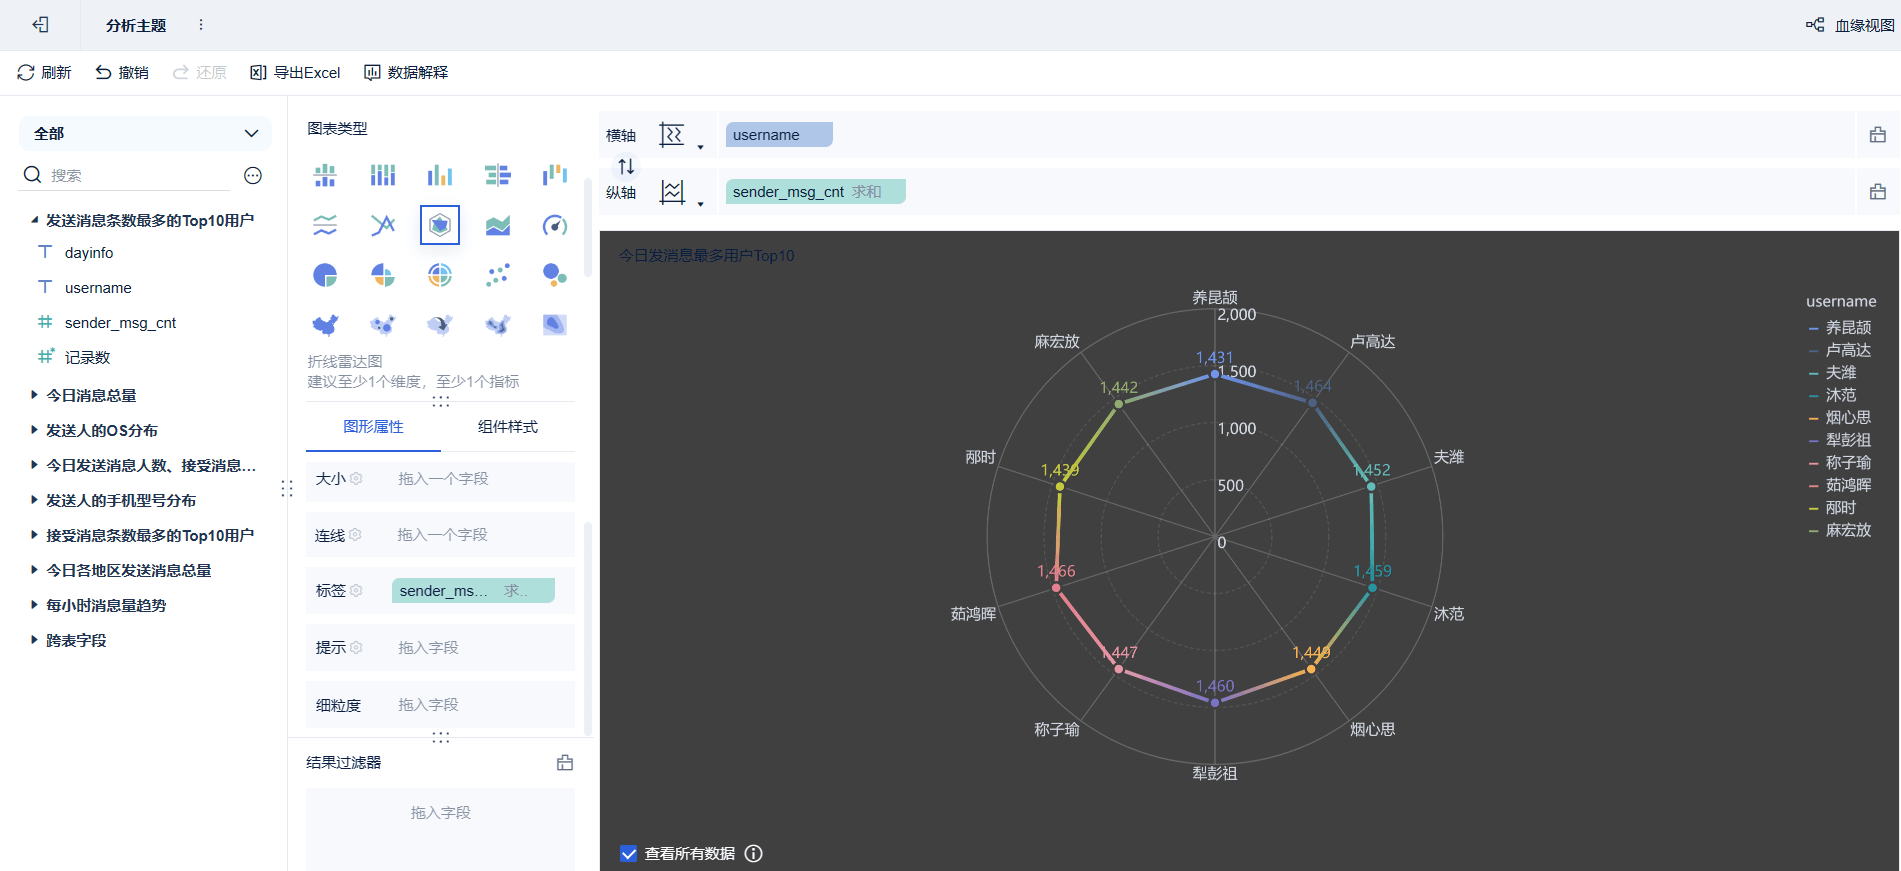 分析主题
血缘视图
刷新
撤销
还原
导出Excel
数据解释
全部
搜索
发送消息条数最多的Top10用户
dayinfo
username
sender_msg_cnt
记录数
今日消息总量
发送人的OS分布
今日发送消息人数、接受消息...
发送人的手机型号分布
接受消息条数最多的Top10用户
今日各地区发送消息总量
每小时消息量趋势
跨表字段
图表类型
折线雷达图
建议至少1个维度，至少1个指标
图形属性
组件样式
大小
拖入一个字段
连线
拖入一个字段
标签
sender_ms... 求..
提示
拖入字段
细粒度
拖入字段
结果过滤器
拖入字段
横轴
username
纵轴
sender_msg_cnt 求和
今日发消息最多用户Top10
养昆颉
2,000
麻宏放
卢高达
1,431
1,500
1,442
1,464
1,000
邴时
夫潍
1,439
1,452
500
0
1,466
1,459
茹鸿晖
沐范
1,447
1,449
1,460
称子瑜
烟心思
犁彭祖
username
养昆颉
卢高达
夫潍
沐范
烟心思
犁彭祖
称子瑜
茹鸿晖
邴时
麻宏放
查看所有数据